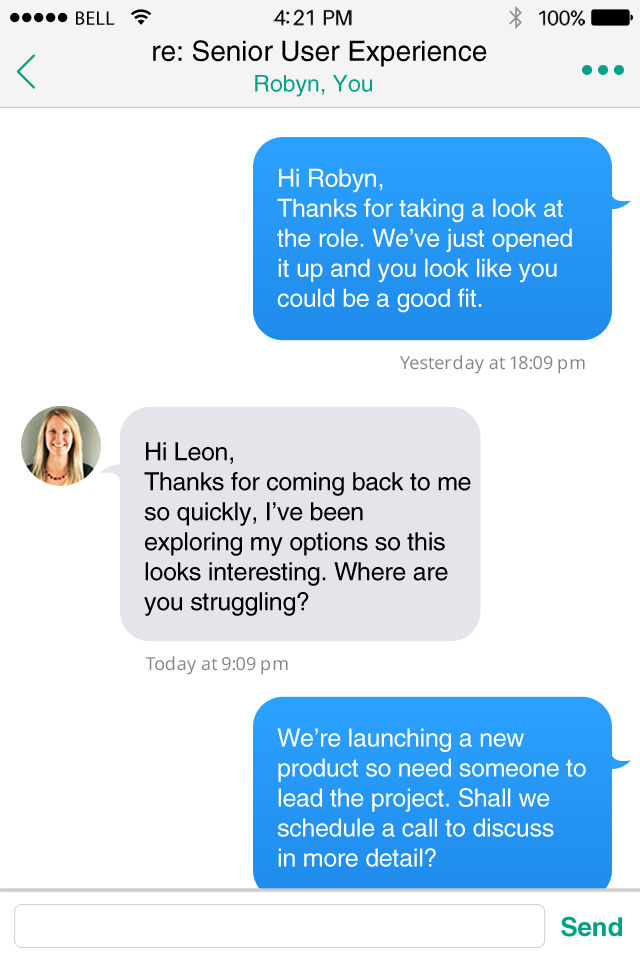 BELL 4:21 PM 100%
re: Senior User Experience
Robyn, You
Hi Robyn,
Thanks for taking a look at
the role. We’ve just opened
it up and you look like you
could be a good fit.
Yesterday at 18:09 pm
Hi Leon,
Thanks for coming back to me
so quickly, I’ve been
exploring my options so this
looks interesting. Where are
you struggling?
Today at 9:09 pm
We’re launching a new
product so need someone to
lead the project. Shall we
schedule a call to discuss
in more detail?
Send